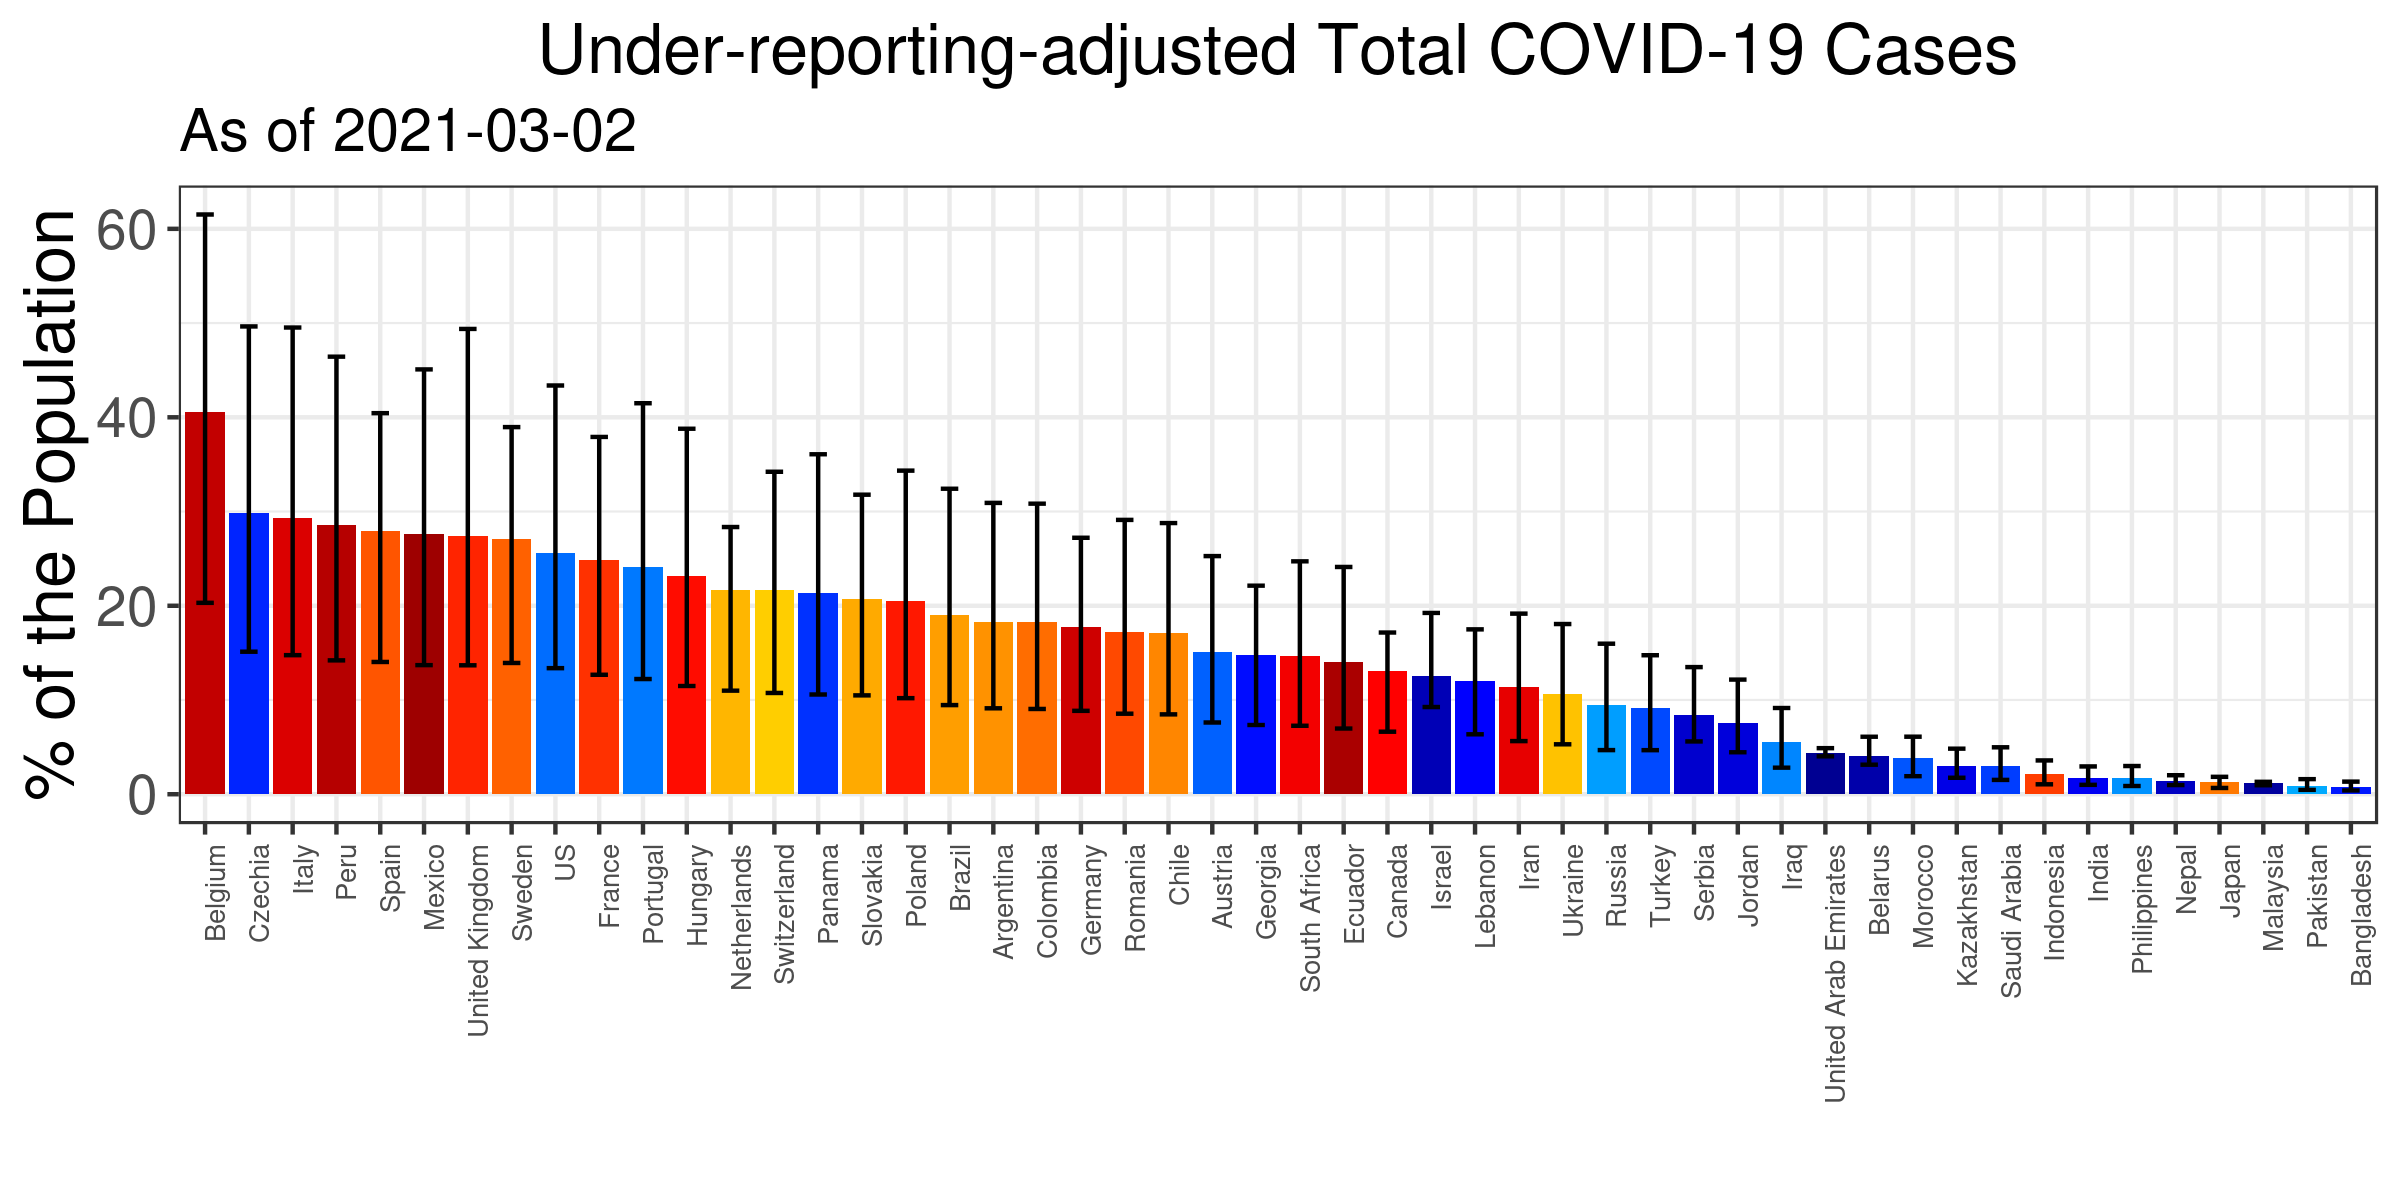 Under-reporting-adjusted Total COVID-19 Cases
As of 2021-03-02
% of the Population
60
40
20
0
Belgium
Czechia
Italy
Peru
Spain
Mexico
United Kingdom
Sweden
US
France
Portugal
Hungary
Netherlands
Switzerland
Panama
Slovakia
Poland
Brazil
Argentina
Colombia
Germany
Romania
Chile
Austria
Georgia
South Africa
Ecuador
Canada
Israel
Lebanon
Iran
Ukraine
Russia
Turkey
Serbia
Jordan
Iraq
United Arab Emirates
Belarus
Morocco
Kazakhstan
Saudi Arabia
Indonesia
India
Philippines
Nepal
Japan
Malaysia
Pakistan
Bangladesh